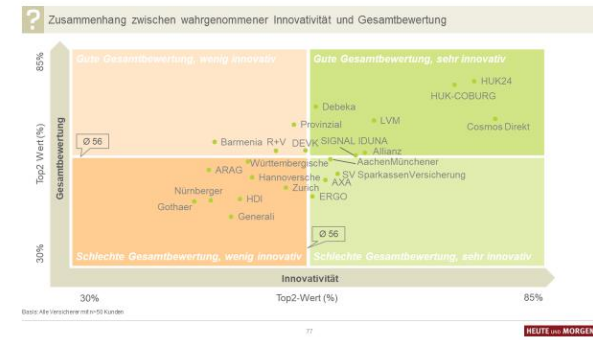 ? Zusammenhang zwischen wahrgenommener Innovativität und Gesamtbewertung
85%
Gute Gesamtbewertung, wenig innovativ
Gute Gesamtbewertung, sehr innovativ
HUK24
HUK-COBURG
Debeka
LVM
Cosmos Direkt
Provinzial
Ø 56
Barmenia
R+V
DEVK
SIGNAL IDUNA
Allianz
Gesamtbewertung
Top2 Wert (%)
Württembergische
AachenMünchener
ARAG
Hannoversche
SV SparkassenVersicherung
AXA
Zurich
Nürnberger
HDI
ERGO
Gothaer
Generali
Ø 56
30%
Schlechte Gesamtbewertung, wenig innovativ
Schlechte Gesamtbewertung, sehr innovativ
Innovativität
30%
Top2-Wert (%)
85%
Basis: Alle Versicherer mit n>50 Kunden
77
HEUTE UND MORGEN